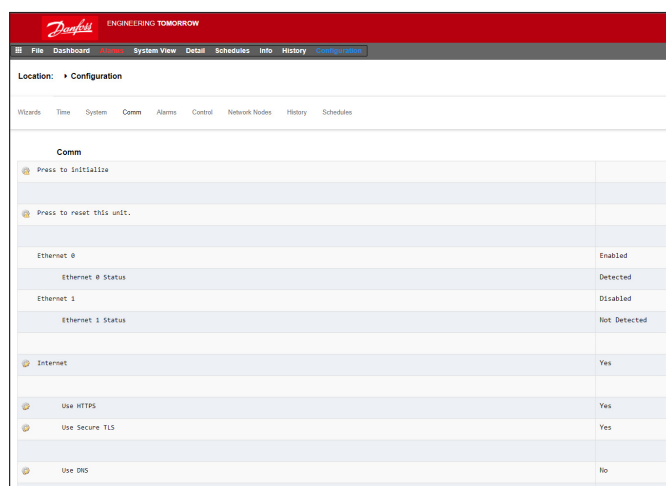 Danfoss ENGINEERING TOMORROW
File Dashboard Alarms System View Detail Schedules Info History Configuration
Location: Configuration
Wizards Time System Comm Alarms Control Network Nodes History Schedules
Comm
Press to initialize
Press to reset this unit.
Ethernet 0 Enabled
Ethernet 0 Status Detected
Ethernet 1 Disabled
Ethernet 1 Status Not Detected
Internet Yes
Use HTTPS Yes
Use Secure TLS Yes
Use DNS No